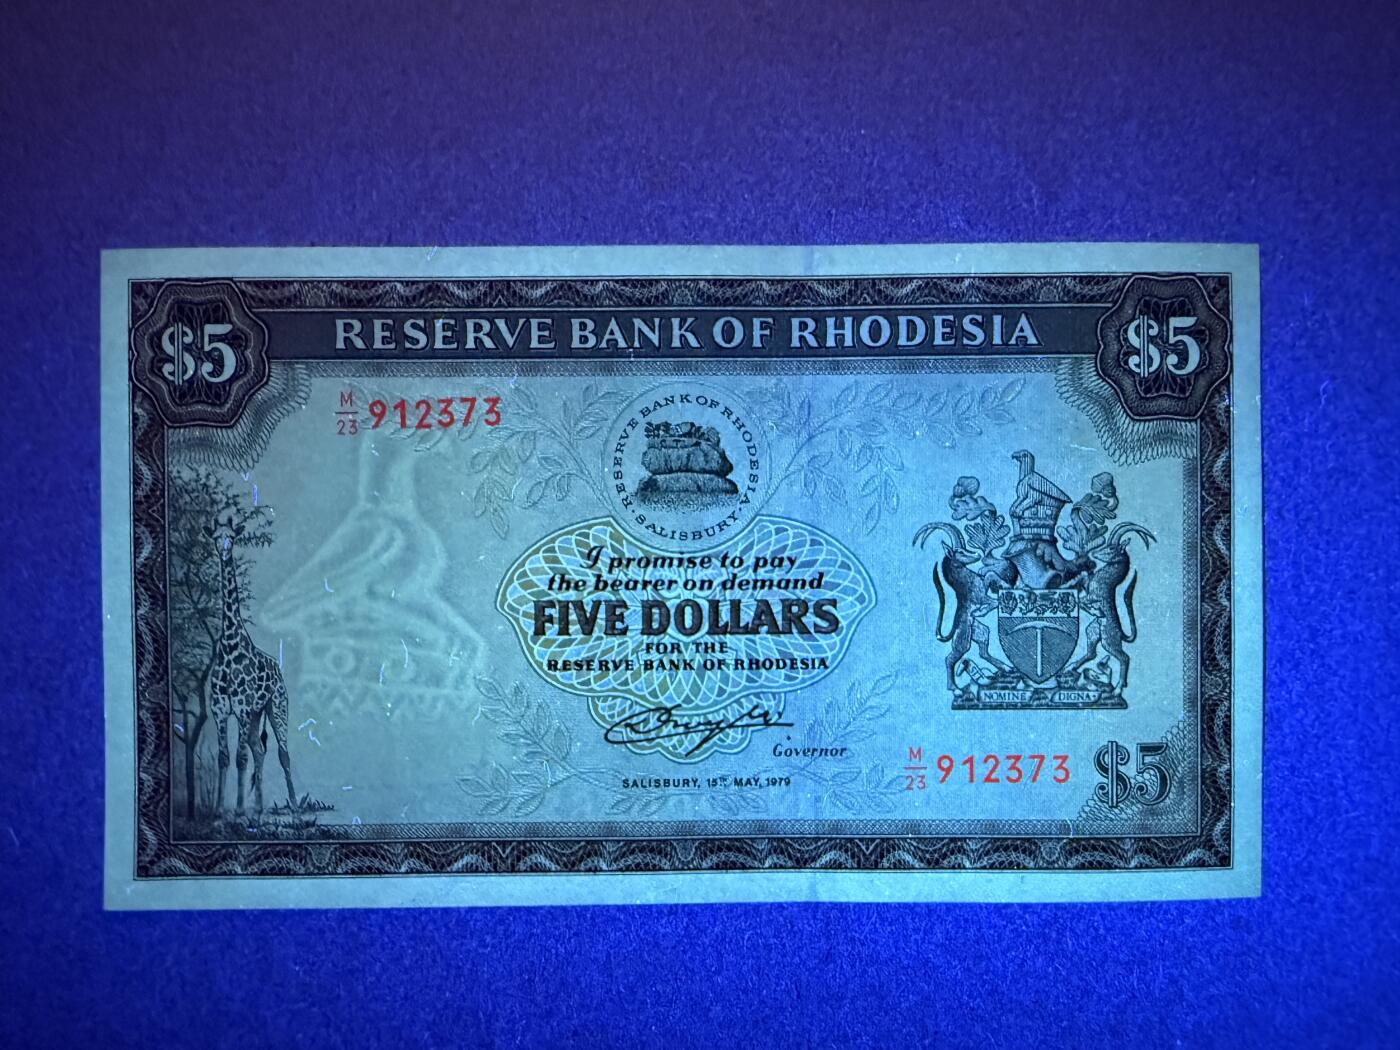 $5
RESERVE BANK OF RHODESIA
$5
M/23 912373
RESERVE BANK OF RHODESIA
· SALISBURY ·
I promise to pay
the bearer on demand
FIVE DOLLARS
FOR THE
RESERVE BANK OF RHODESIA
Governor
SALISBURY, 15TH MAY, 1979
SIT
NOMINE DIGNA
M/23 912373
$5